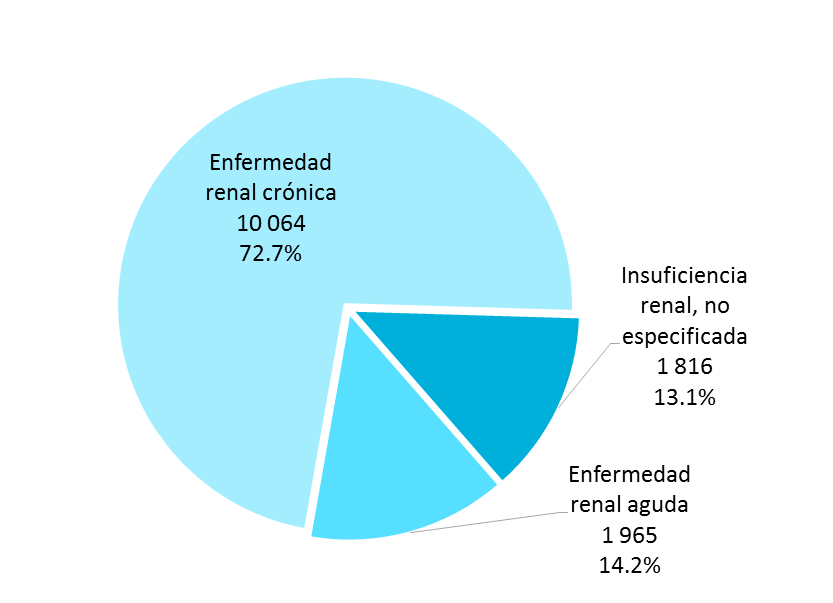 Enfermedad
renal crónica
10 064
72.7%
Insuficiencia
renal, no
especificada
1 816
13.1%
Enfermedad
renal aguda
1 965
14.2%